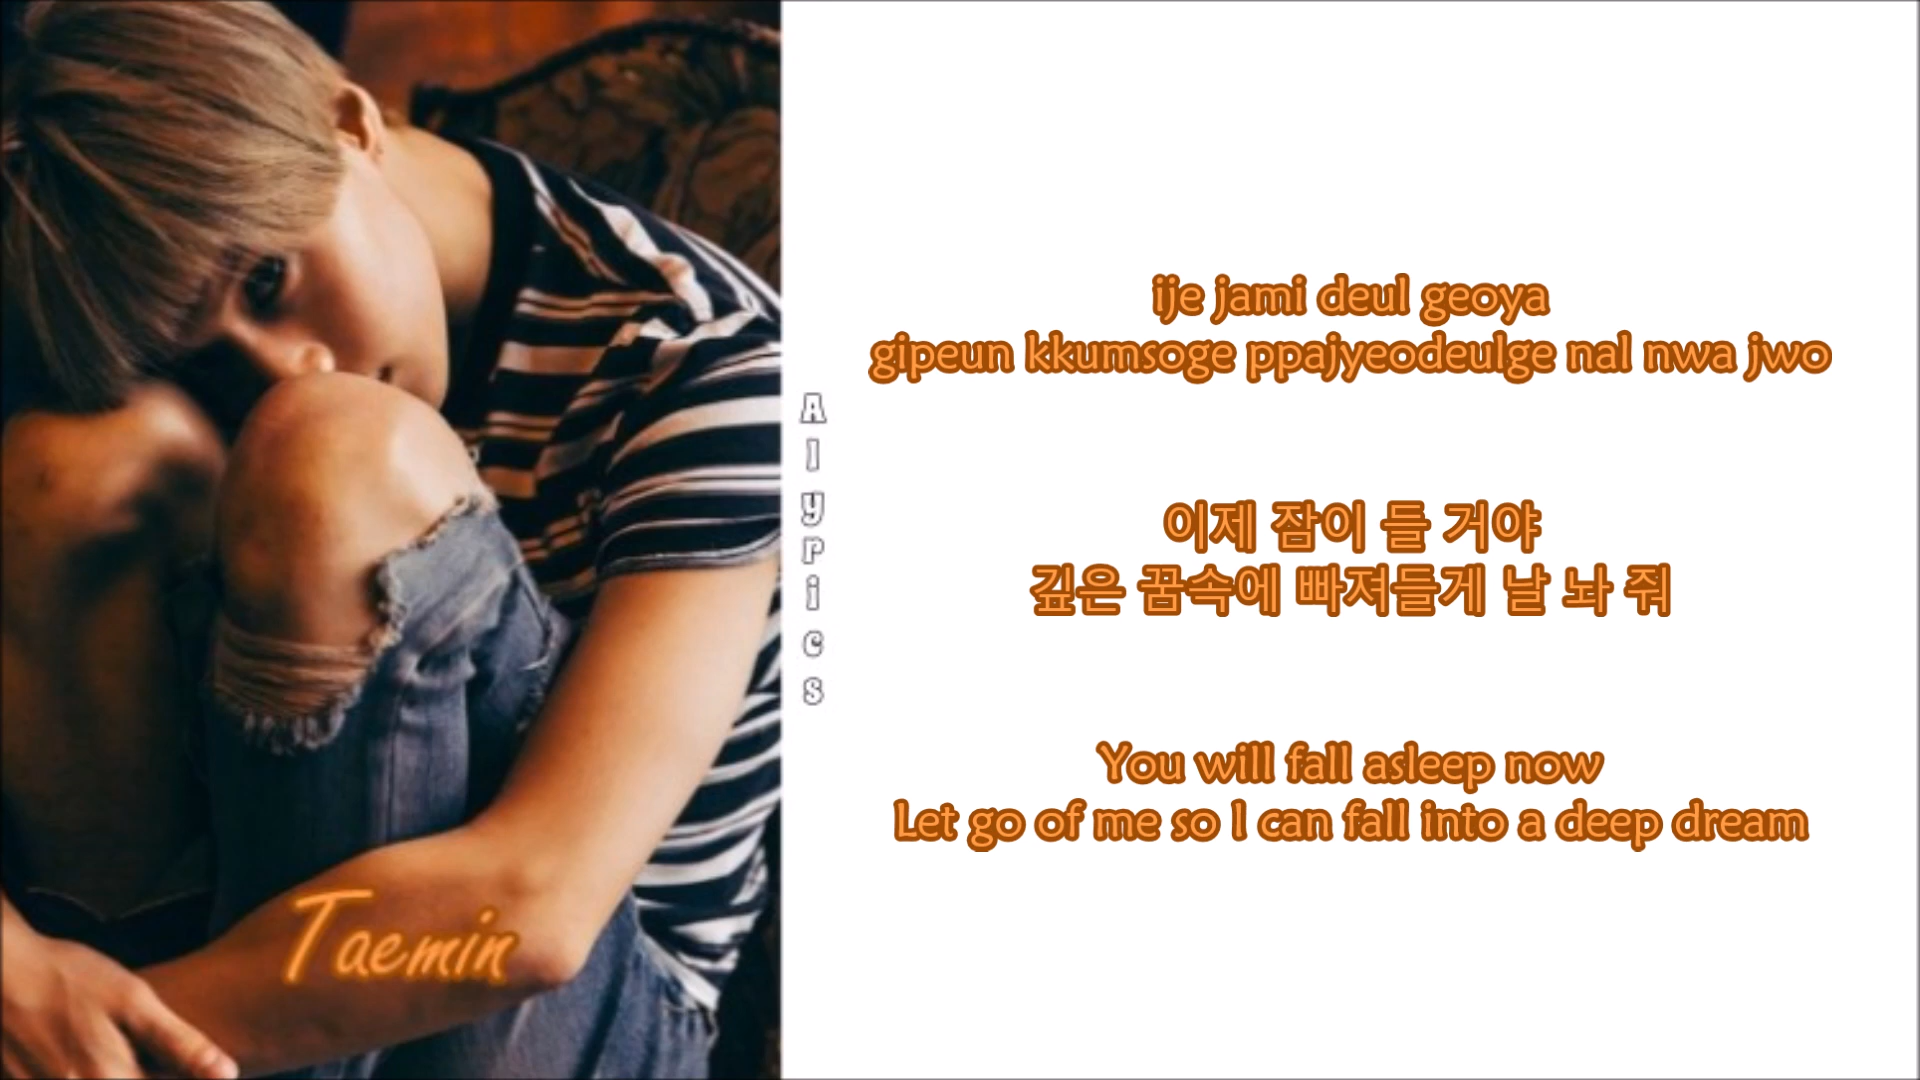 ije jami deul geoya
gipeun kkumsoge ppajyeodeulge nal nwa jwo
Alyrics
이제 잠이 들 거야
깊은 꿈속에 빠져들게 날 놔 줘
You will fall asleep now
Let go of me so I can fall into a deep dream
Taemin